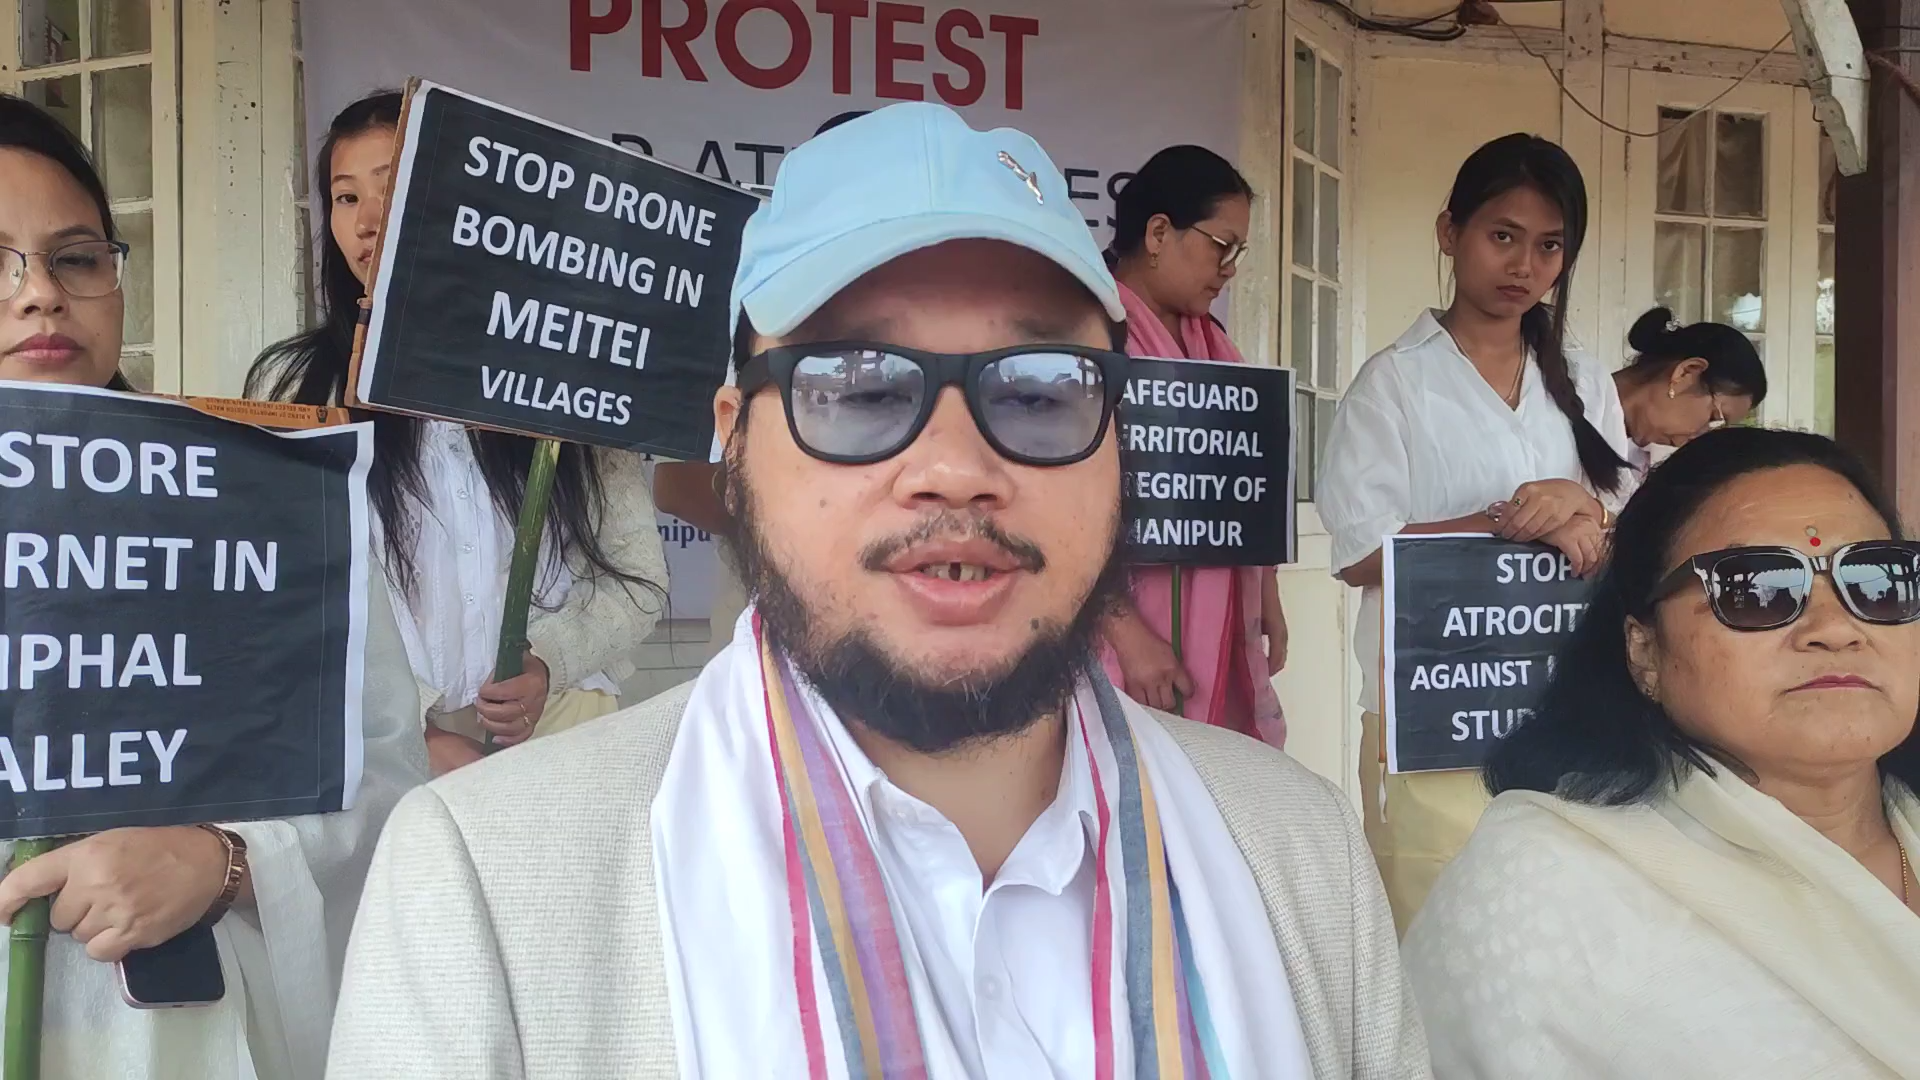 PROTEST
STOP DRONE
BOMBING IN
MEITEI
VILLAGES
STORE
RNET IN
PHAL
ALLEY
AFEGUARD
RRITORIAL
EGRITY OF
ANIPUR
STOP
ATROCIT
AGAINST
STU